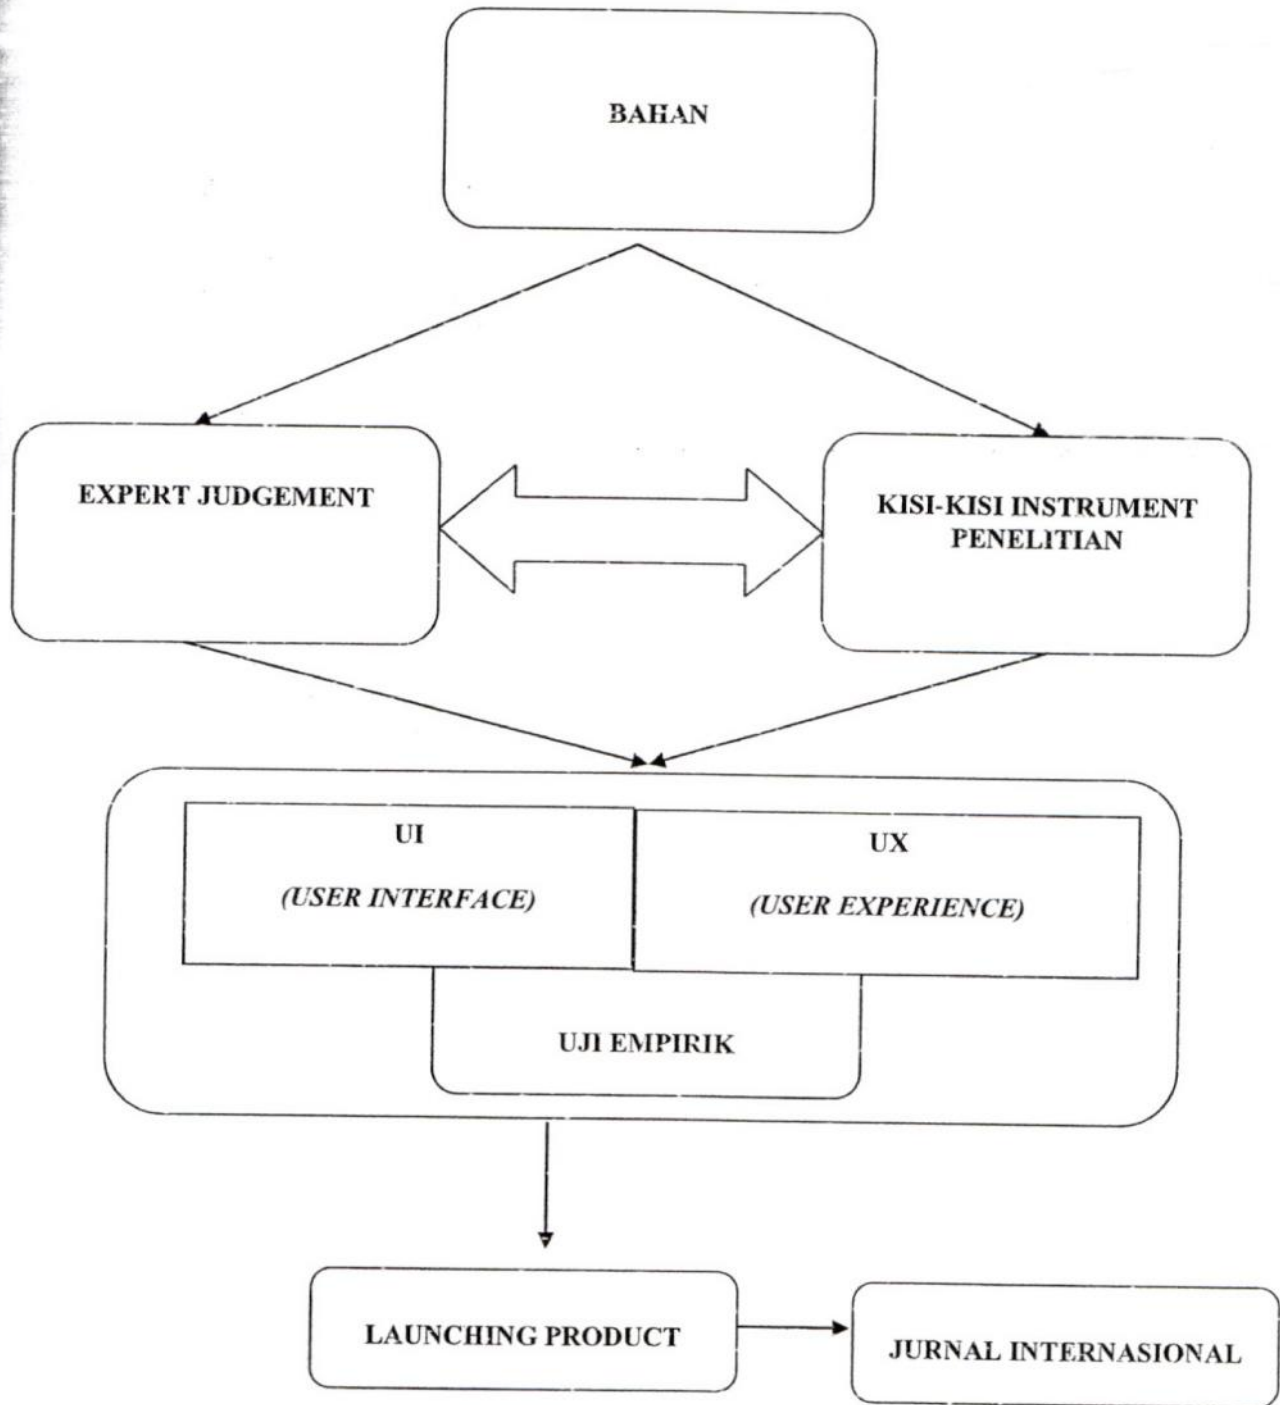 BAHAN
EXPERT JUDGEMENT
KISI-KISI INSTRUMENT
PENELITIAN
UI
(USER INTERFACE)
UX
(USER EXPERIENCE)
UJI EMPIRIK
LAUNCHING PRODUCT
JURNAL INTERNASIONAL